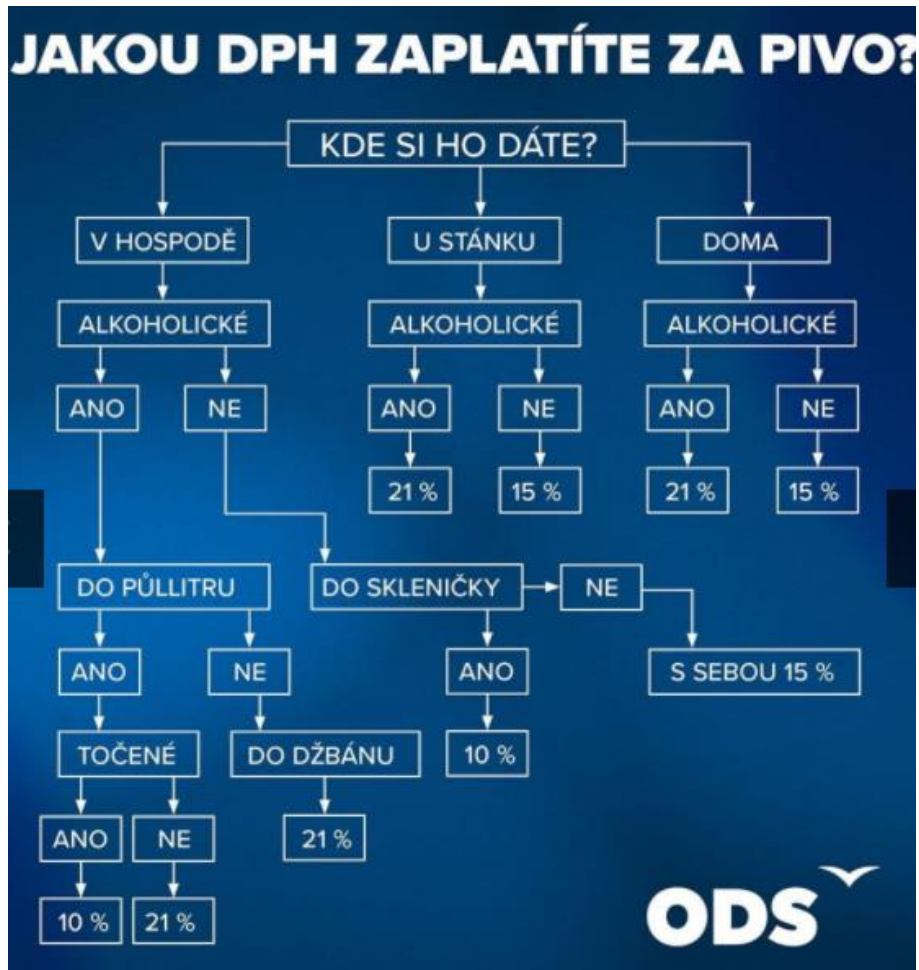 JAKOU DPH ZAPLATÍTE ZA PIVO?
KDE SI HO DÁTE?
V HOSPODĚ
U STÁNKU
DOMA
ALKOHOLICKÉ
ALKOHOLICKÉ
ALKOHOLICKÉ
ANO
NE
ANO
NE
ANO
NE
21 %
15 %
21 %
15 %
DO PŮLLITRU
DO SKLENIČKY
NE
ANO
NE
ANO
S SEBOU 15 %
TOČENÉ
DO DŽBÁNU
10 %
ANO
NE
21 %
10 %
21 %
ODS